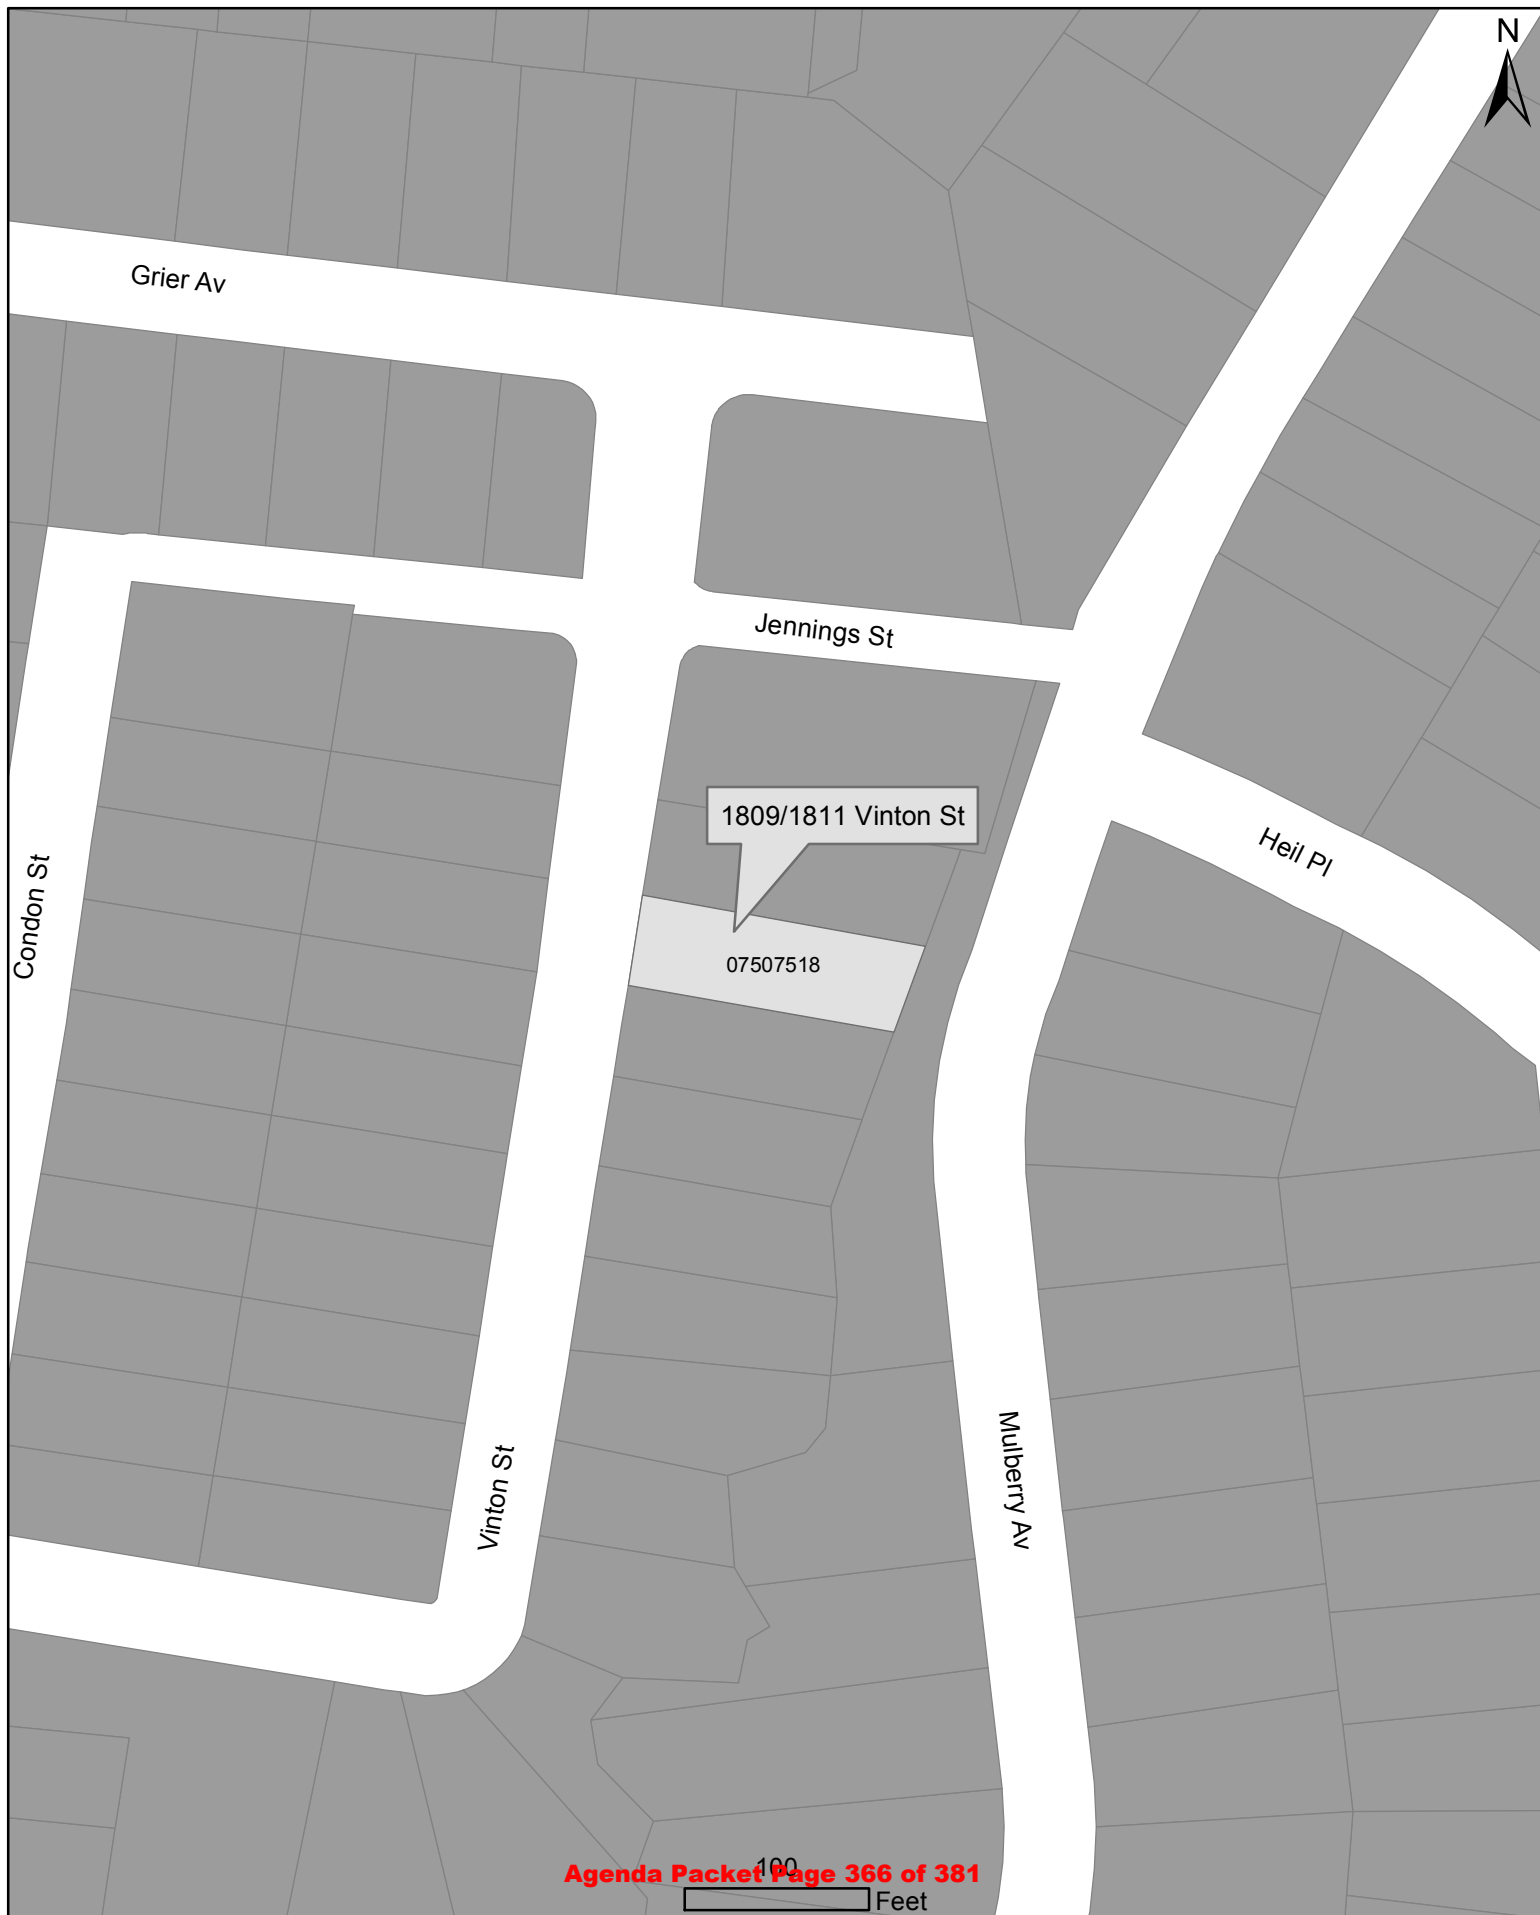 N
Grier Av
Jennings St
1809/1811 Vinton St
Heil Pl
Condon St
07507518
Mulberry Av
Vinton St
100
Agenda Packet Page 366 of 381
Feet